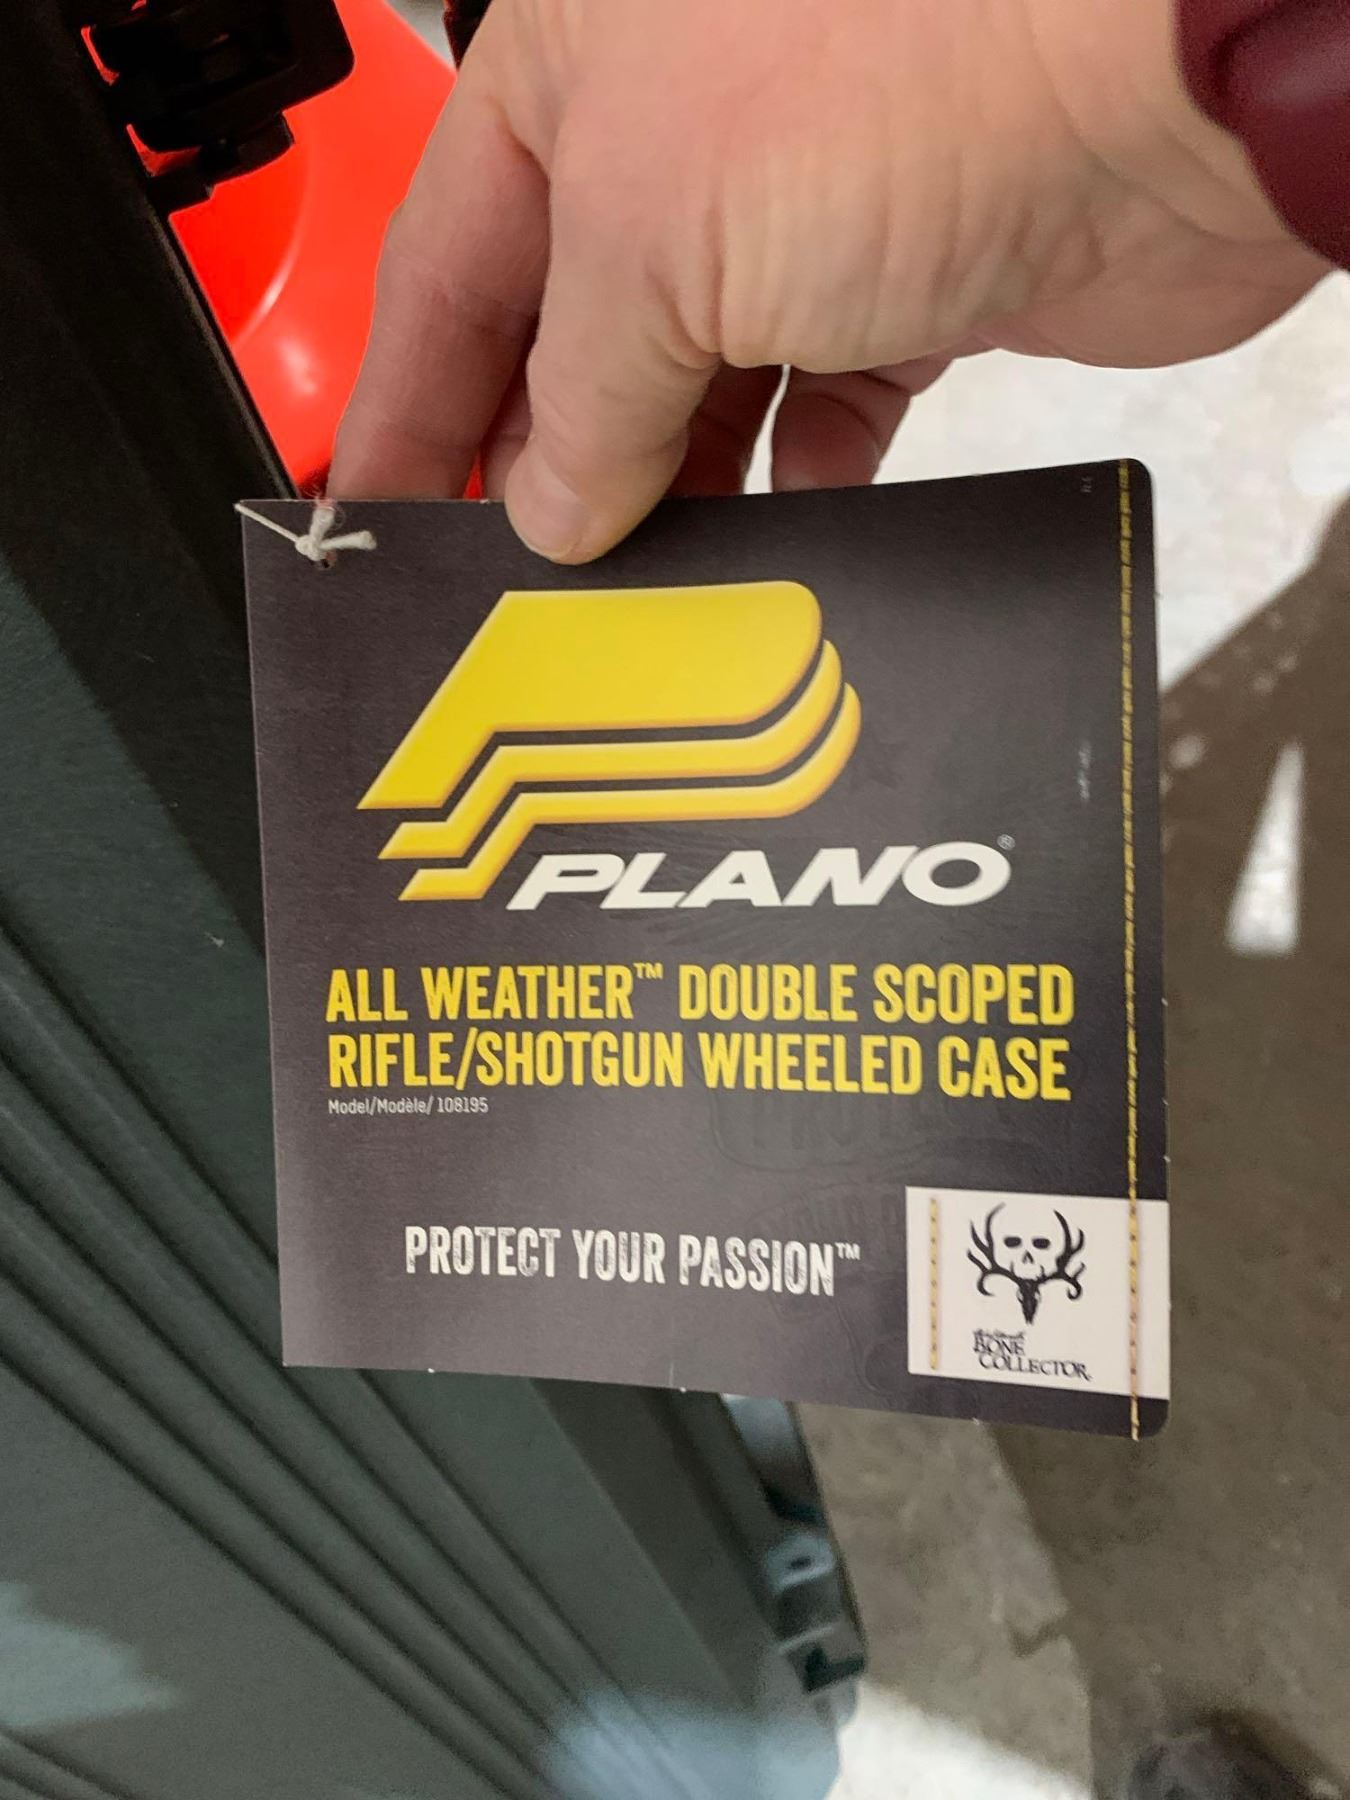 PLANO®
ALL WEATHER™ DOUBLE SCOPED
RIFLE/SHOTGUN WHEELED CASE
Model/Modèle/ 108195
PROTECT YOUR PASSION™
BONE
COLLECTOR